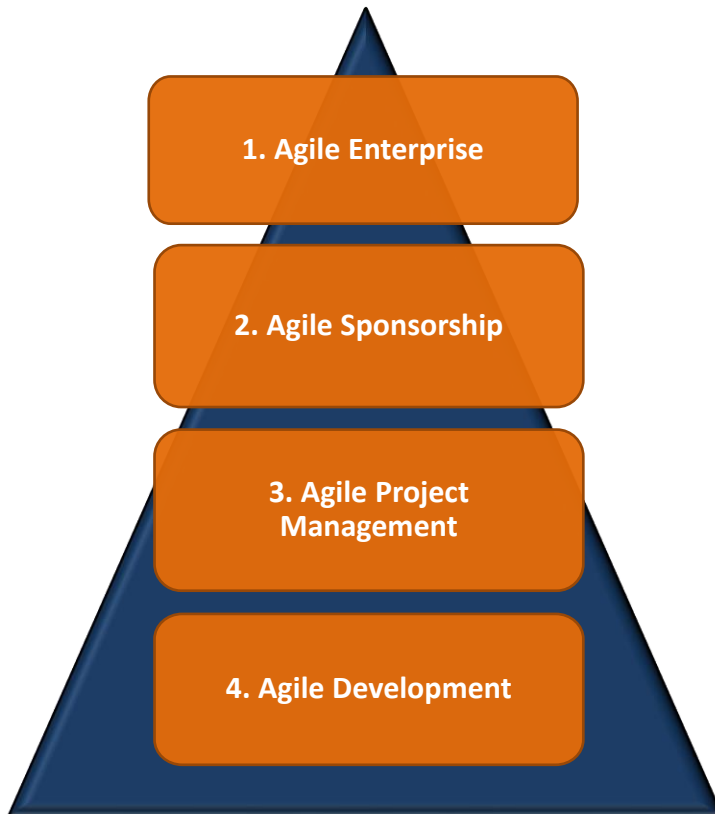 1. Agile Enterprise
2. Agile Sponsorship
3. Agile Project
Management
4. Agile Development